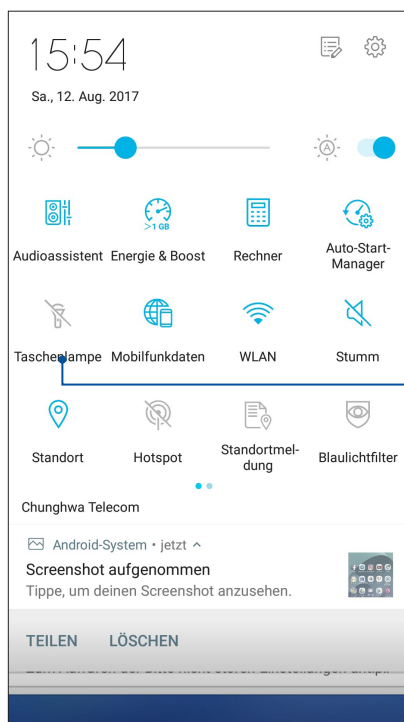 15:54
Sa., 12. Aug. 2017
A
>1 GB
Audioassistent Energie & Boost Rechner Auto-Start-
Manager
Taschenlampe Mobilfunkdaten WLAN Stumm
Standort Hotspot Standortmel-
dung Blaulichtfilter
Chunghwa Telecom
Android-System • jetzt
Screenshot aufgenommen
Tippe, um deinen Screenshot anzusehen.
TEILEN LÖSCHEN